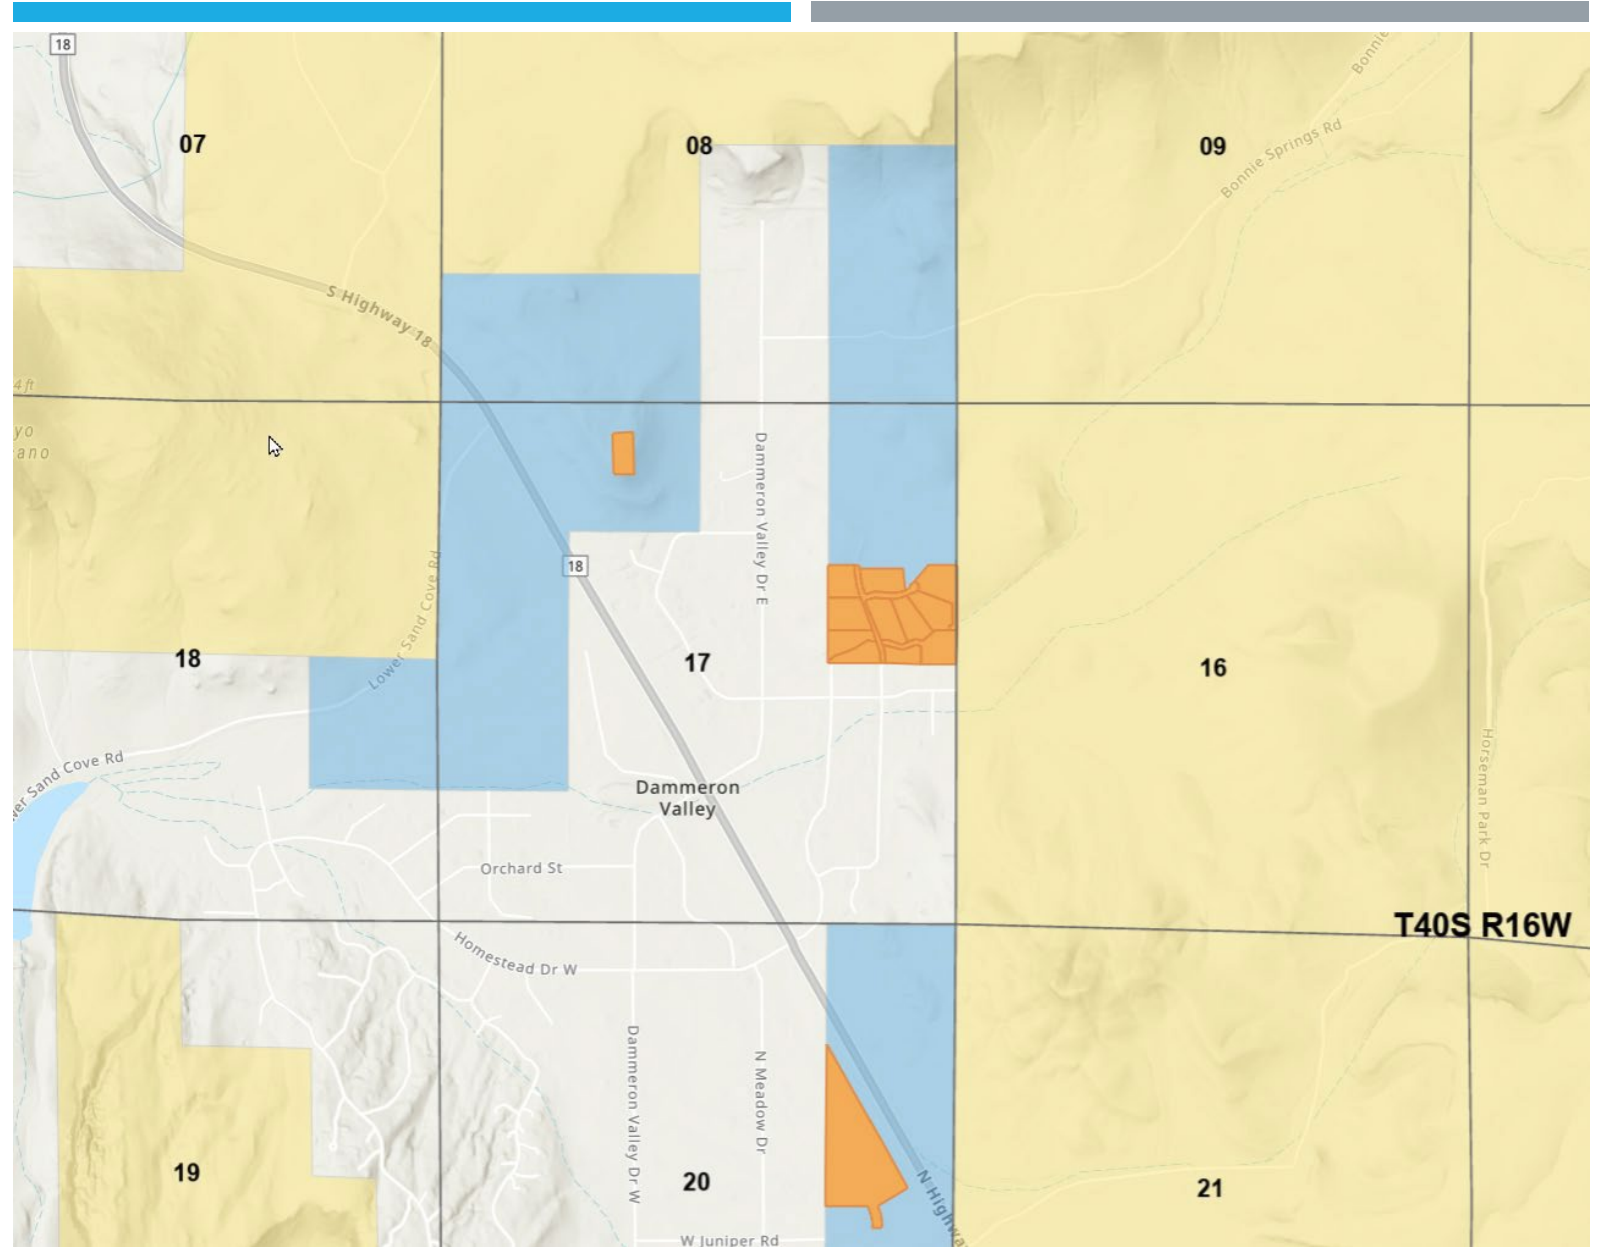 18
07
08
09
Bonnie
Bonnie Springs Rd
S Highway 18
4 ft
yo
ano
Dammeron Valley Dr E
18
Lower Sand Cove Rd
18
17
16
Sand Cove Rd
Horseman Park Dr
Dammeron
Valley
Orchard St
T40S R16W
Homestead Dr W
Dammeron Valley Dr W
N Meadow Dr
19
20
21
N Highwa
W Juniper Rd